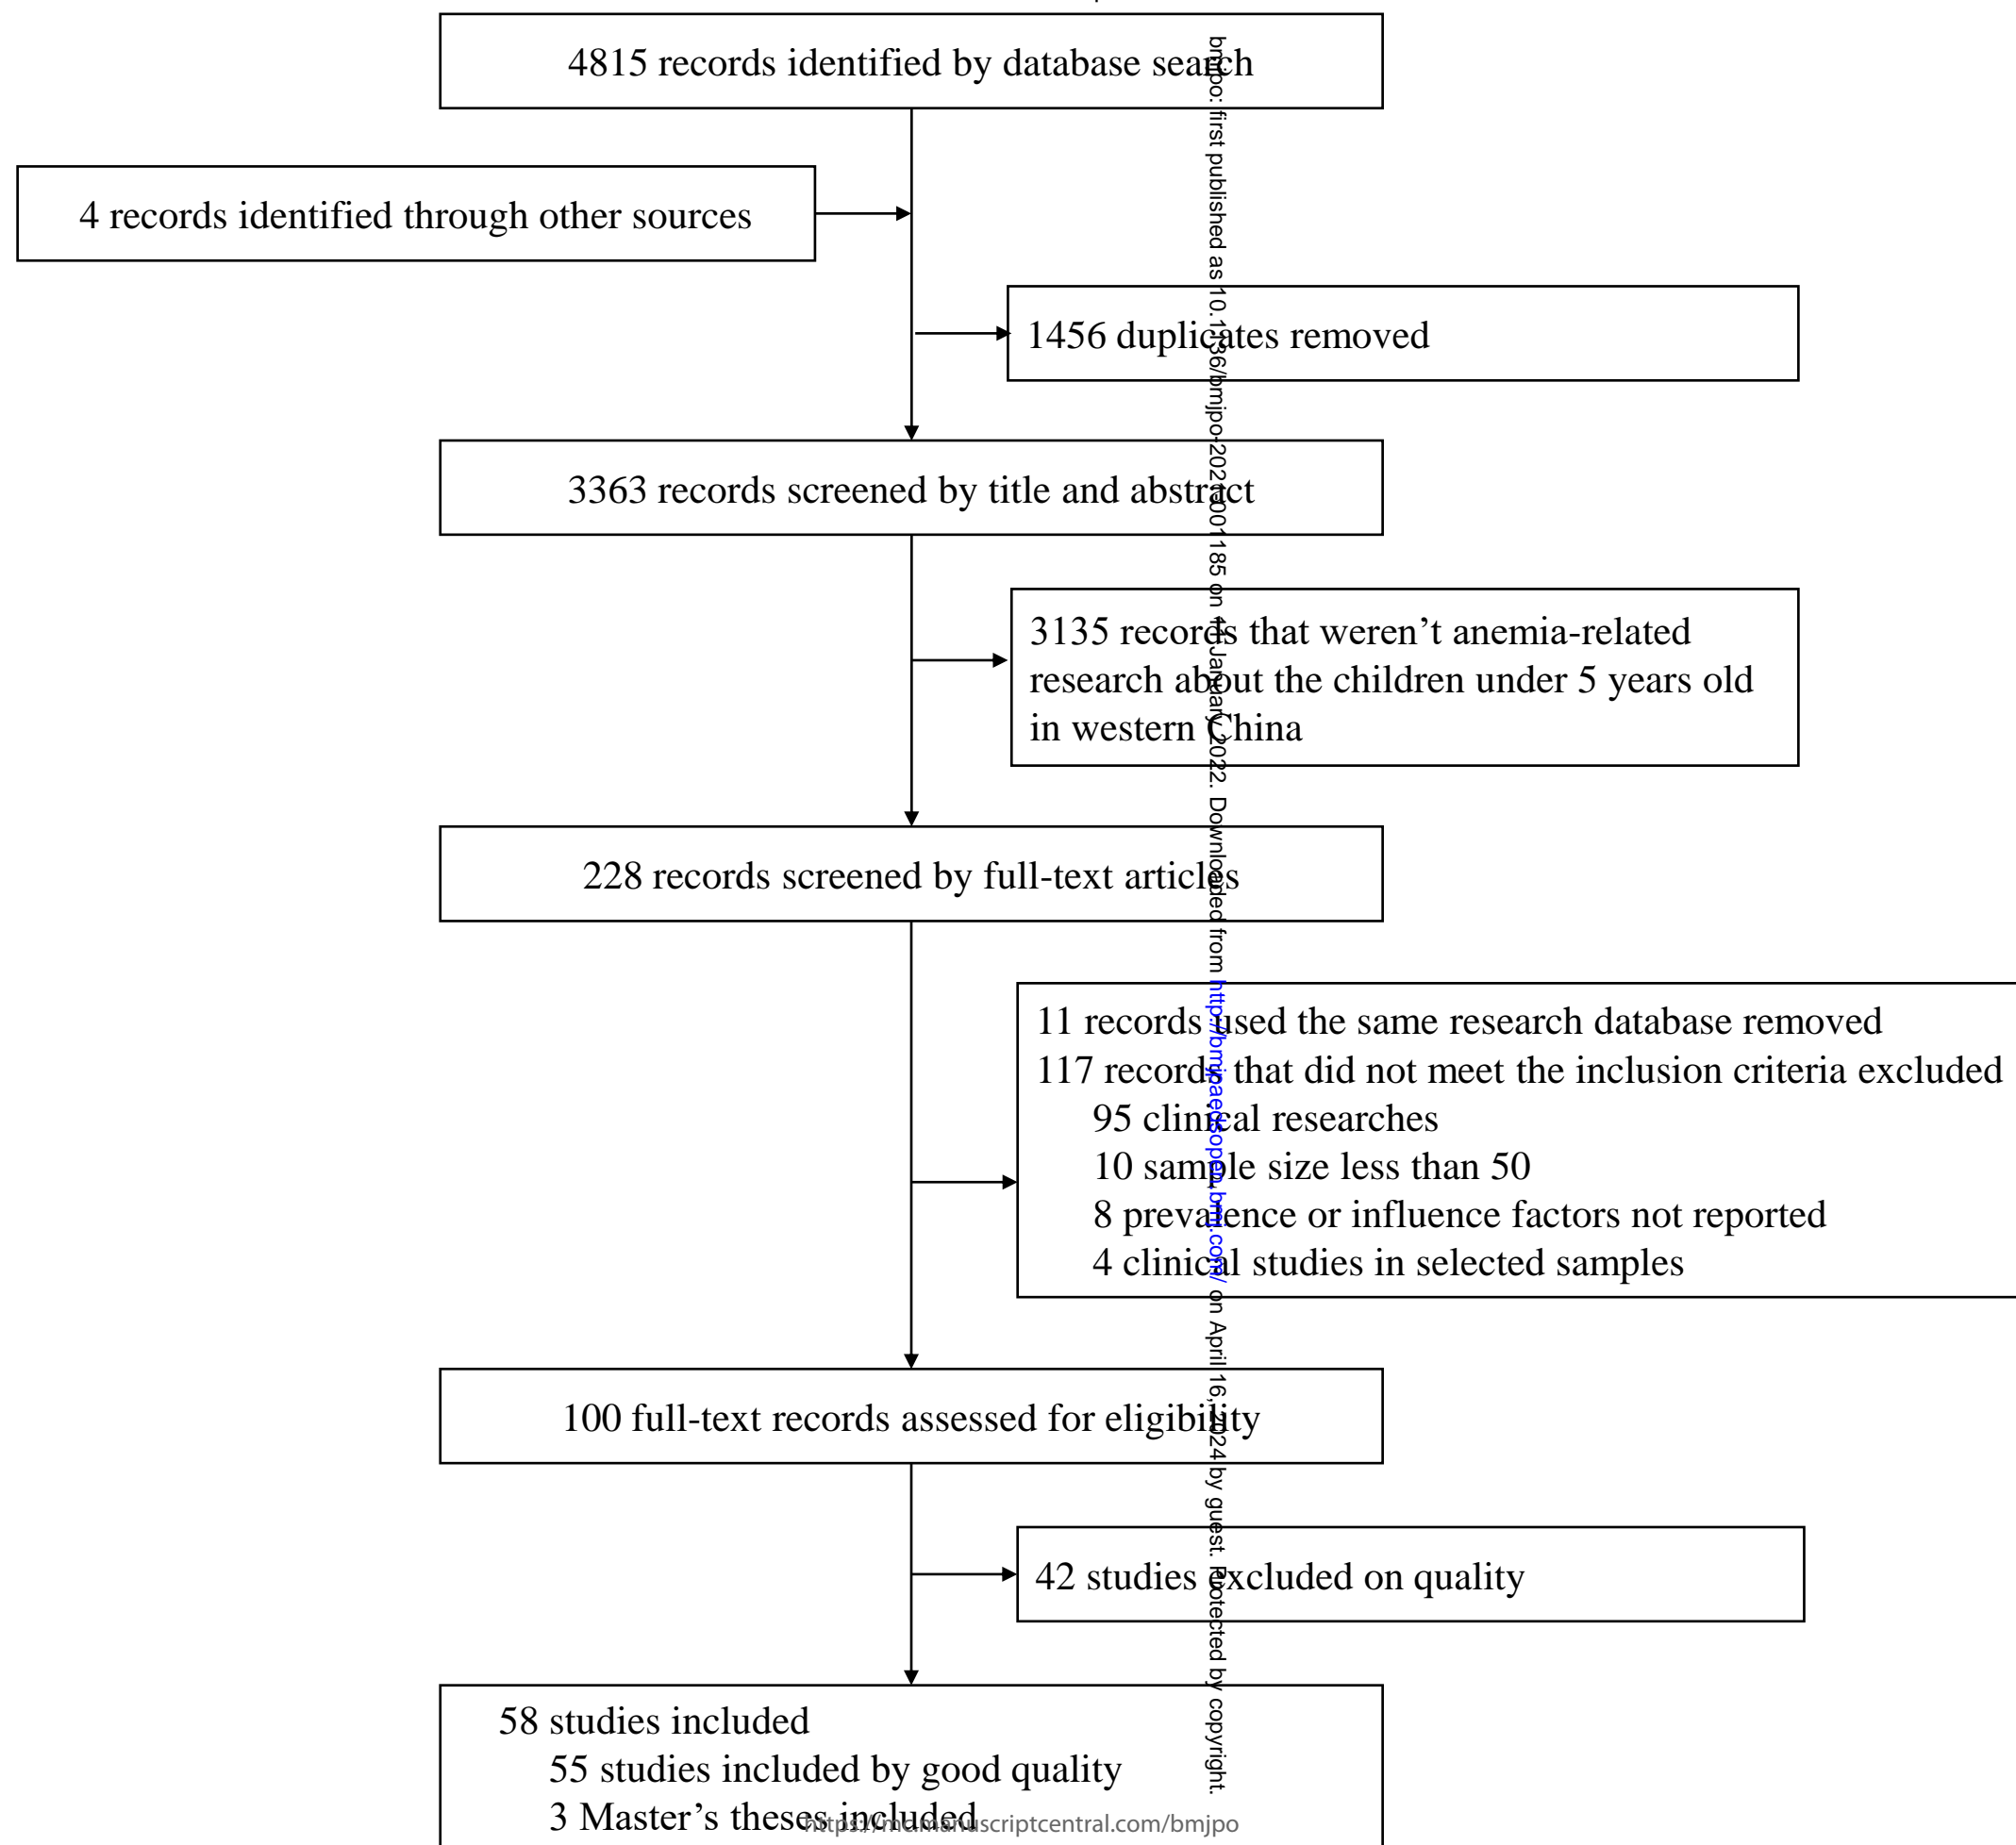 4815 records identified by database search
4 records identified through other sources
1456 duplicates removed
3363 records screened by title and abstract
3135 records that weren’t anemia-related
research about the children under 5 years old
in western China
228 records screened by full-text articles
11 records used the same research database removed
117 records that did not meet the inclusion criteria excluded
95 clinical researches
10 sample size less than 50
8 prevalence or influence factors not reported
4 clinical studies in selected samples
100 full-text records assessed for eligibility
42 studies excluded on quality
58 studies included
55 studies included by good quality
3 Master’s theses included
https://mc.manuscriptcentral.com/bmjpo
bmjpo: first published as 10.1136/bmjpo-2021-001185 on 11 January 2022. Downloaded from http://bmjpaedsopen.bmj.com/ on April 16, 2024 by guest. Protected by copyright.